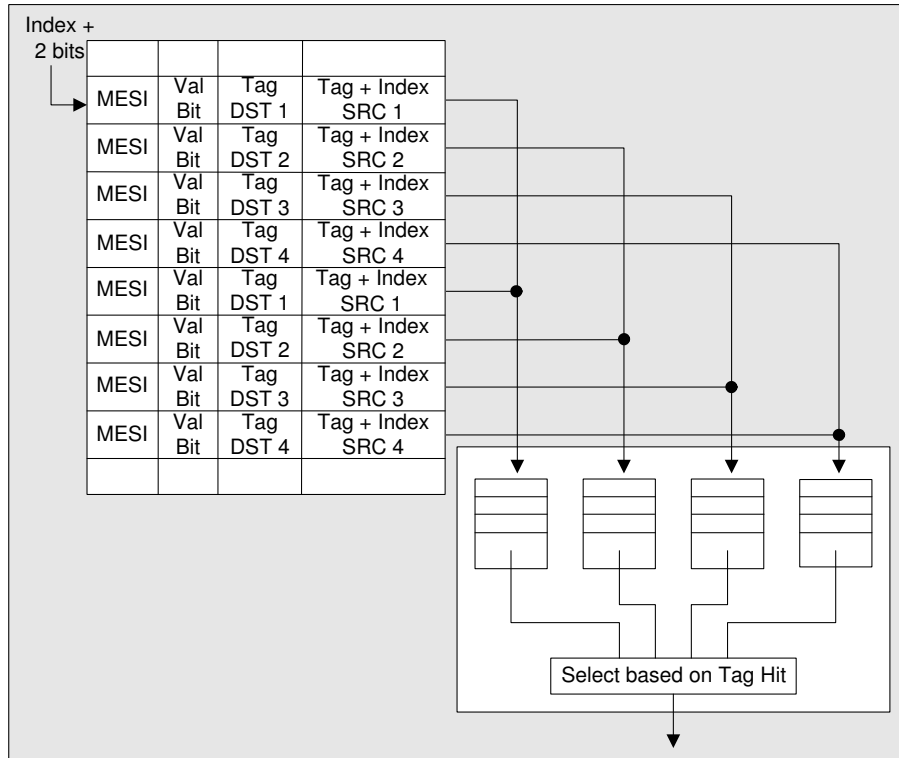 Index +
2 bits
MESI Val Bit Tag DST 1 Tag + Index SRC 1
MESI Val Bit Tag DST 2 Tag + Index SRC 2
MESI Val Bit Tag DST 3 Tag + Index SRC 3
MESI Val Bit Tag DST 4 Tag + Index SRC 4
MESI Val Bit Tag DST 1 Tag + Index SRC 1
MESI Val Bit Tag DST 2 Tag + Index SRC 2
MESI Val Bit Tag DST 3 Tag + Index SRC 3
MESI Val Bit Tag DST 4 Tag + Index SRC 4
Select based on Tag Hit